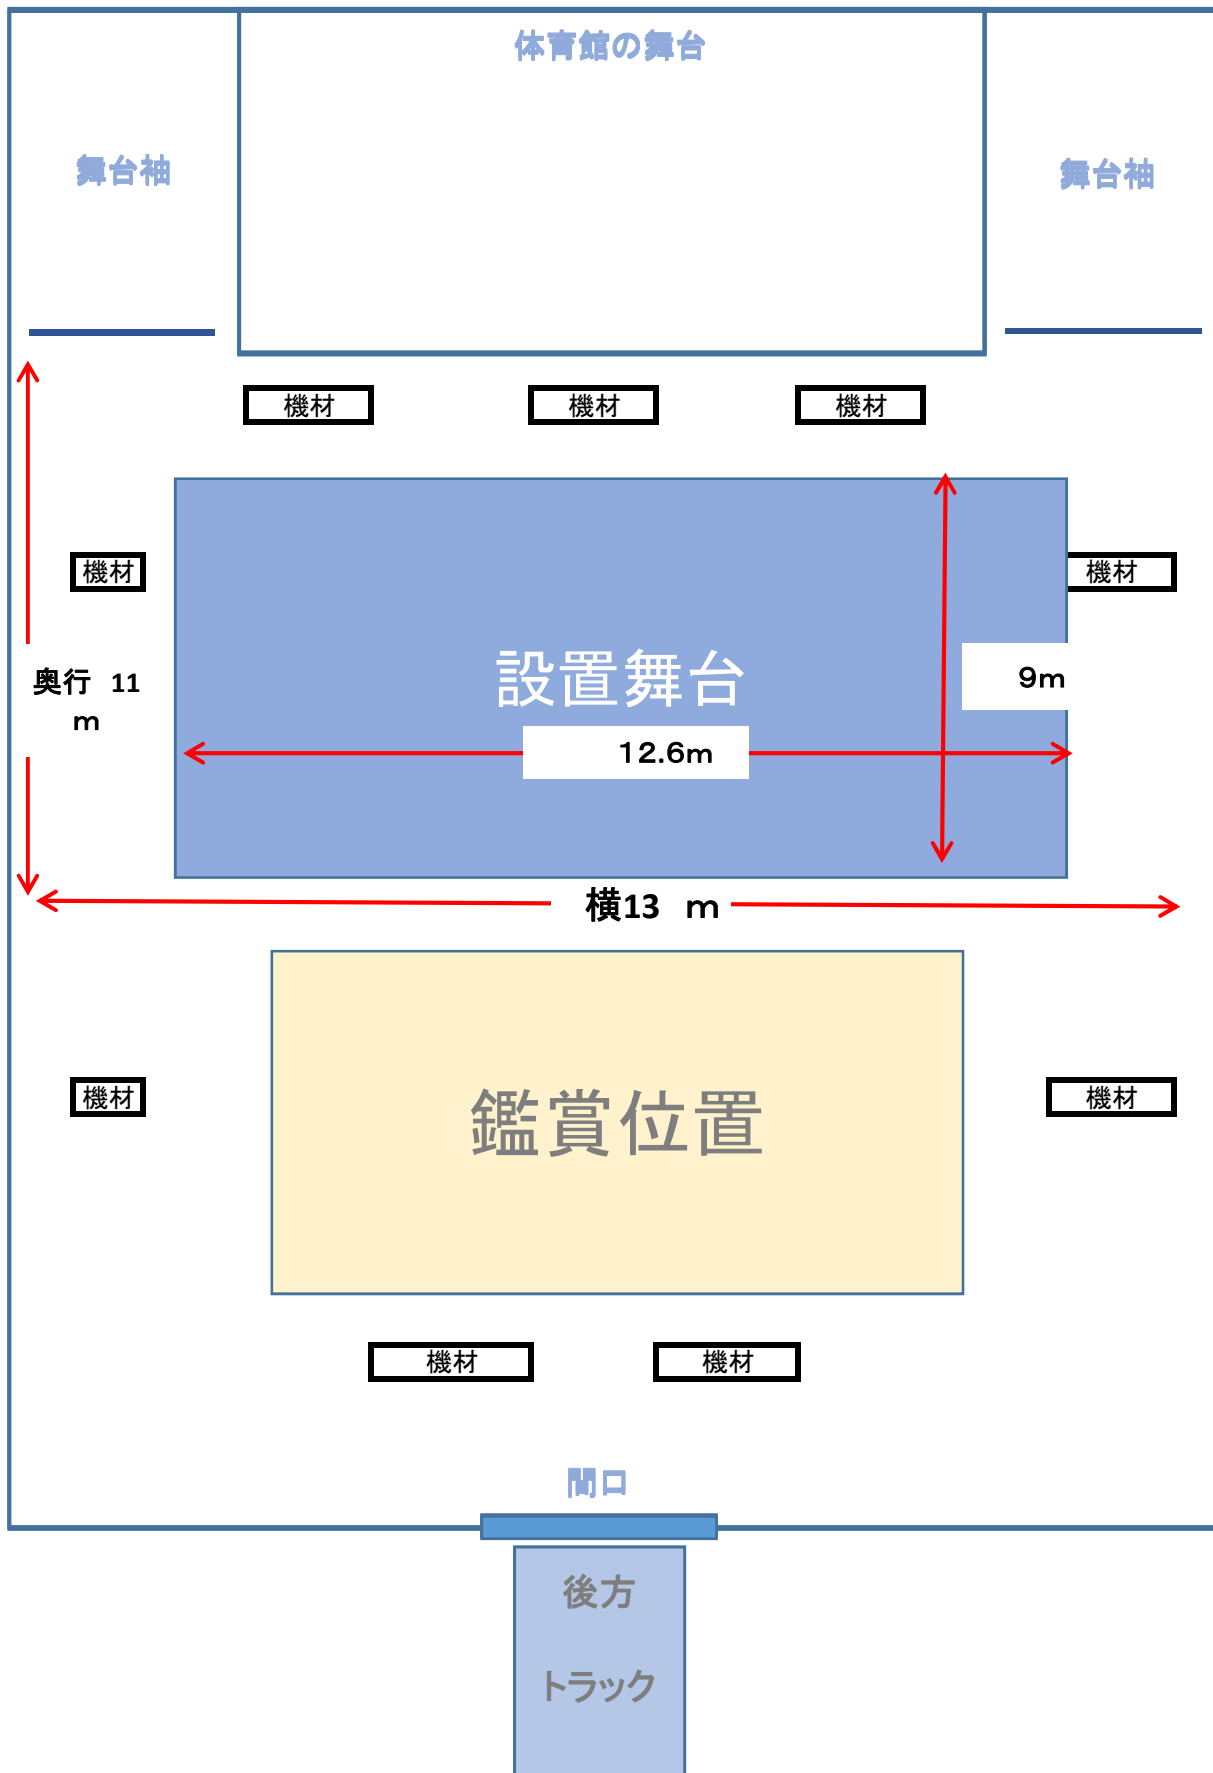 体育館の舞台
舞台袖
舞台袖
機材
機材
機材
機材
機材
設置舞台
奥行 11
ｍ
9m
12.6m
横13 ｍ
鑑賞位置
機材
機材
機材
機材
間口
後方
トラック